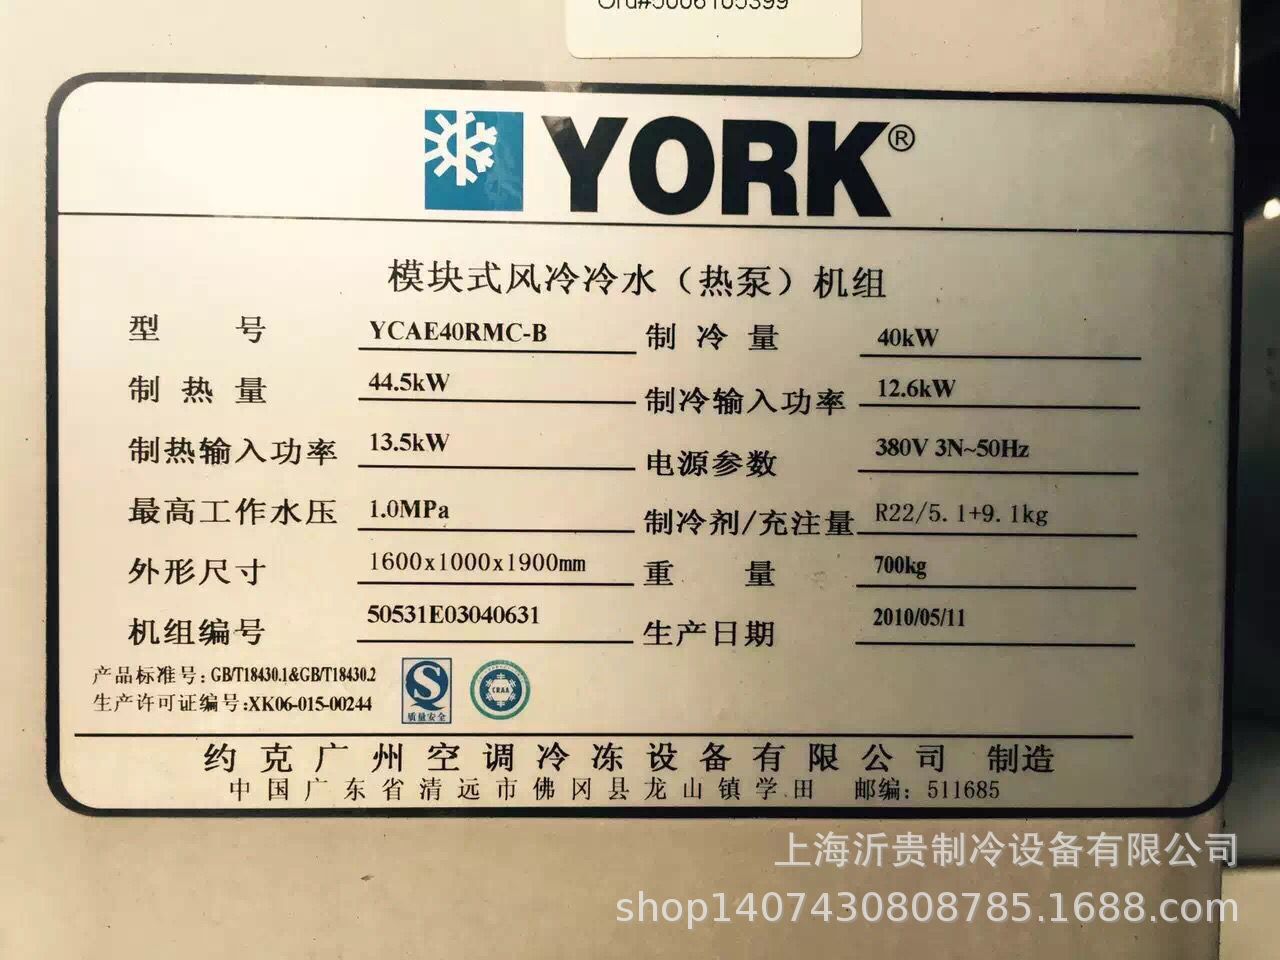 Ord#5006105399
YORK®
模块式风冷冷水（热泵）机组
型 号 YCAE40RMC-B 制 冷 量 40kW
制 热 量 44.5kW 制冷输入功率 12.6kW
制热输入功率 13.5kW 电源参数 380V 3N~50Hz
最高工作水压 1.0MPa 制冷剂/充注量 R22/5.1+9.1kg
外形尺寸 1600x1000x1900mm 重 量 700kg
机组编号 50531E03040631 生产日期 2010/05/11
产品标准号: GB/T18430.1&GB/T18430.2
生产许可证编号:XK06-015-00244
质量安全
CRAA
约克广州空调冷冻设备有限公司 制造
中国广东省清远市佛冈县龙山镇学田 邮编: 511685
上海沂贵制冷设备有限公司
shop1407430808785.1688.com